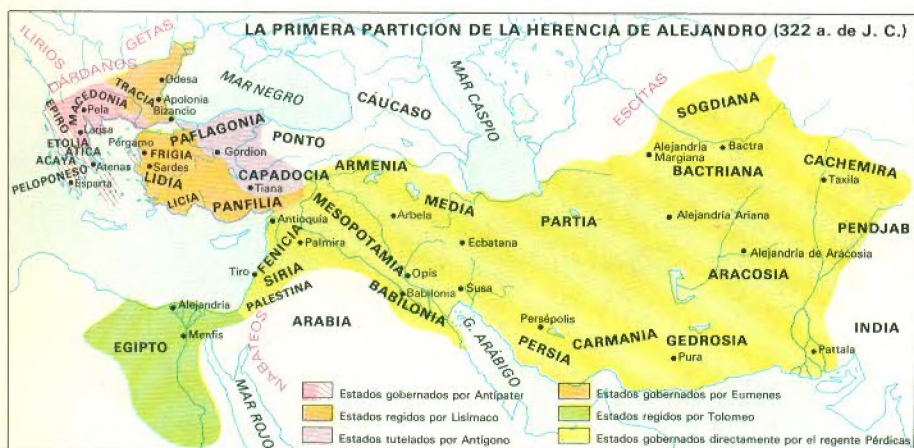 LA PRIMERA PARTICION DE LA HERENCIA DE ALEJANDRO (322 a. de J. C.)
ILIRIOS
GETAS
DÁRDANOS
MACEDONIA
TRACIA
EPIRO
Pela
Odesa
Apolonia
Bizancio
MAR NEGRO
CÁUCASO
MAR CASPIO
ESCITAS
SOGDIANA
Larisa
ETOLIA
ÁTICA
ACAYA
PELOPONESO
Atenas
Esparta
Pérgamo
FRIGIA
Sardes
LIDIA
LICIA
PANFILIA
PAFLAGONIA
Gordion
PONTO
CAPADOCIA
Tiana
ARMENIA
Alejandría
Margiana
Bactra
BACTRIANA
CACHEMIRA
Taxila
MEDIA
Arbela
MESOPOTAMIA
Antioquía
Palmira
FENICIA
Tiro
SIRIA
PALESTINA
Ecbatana
PARTIA
Alejandría Ariana
PENDJAB
Alejandría de Aracosia
ARACOSIA
Opis
Babilonia
BABILONIA
Susa
Alejandría
Menfis
EGIPTO
NABATEOS
ARABIA
MAR ROJO
G. ARÁBIGO
Persépolis
PERSIA
CARMANIA
GEDROSIA
Pura
Pattala
INDIA
Estados gobernados por Antípater
Estados regidos por Lisímaco
Estados tutelados por Antígono
Estados gobernados por Eumenes
Estados regidos por Tolomeo
Estados gobernados directamente por el regente Pérdicas